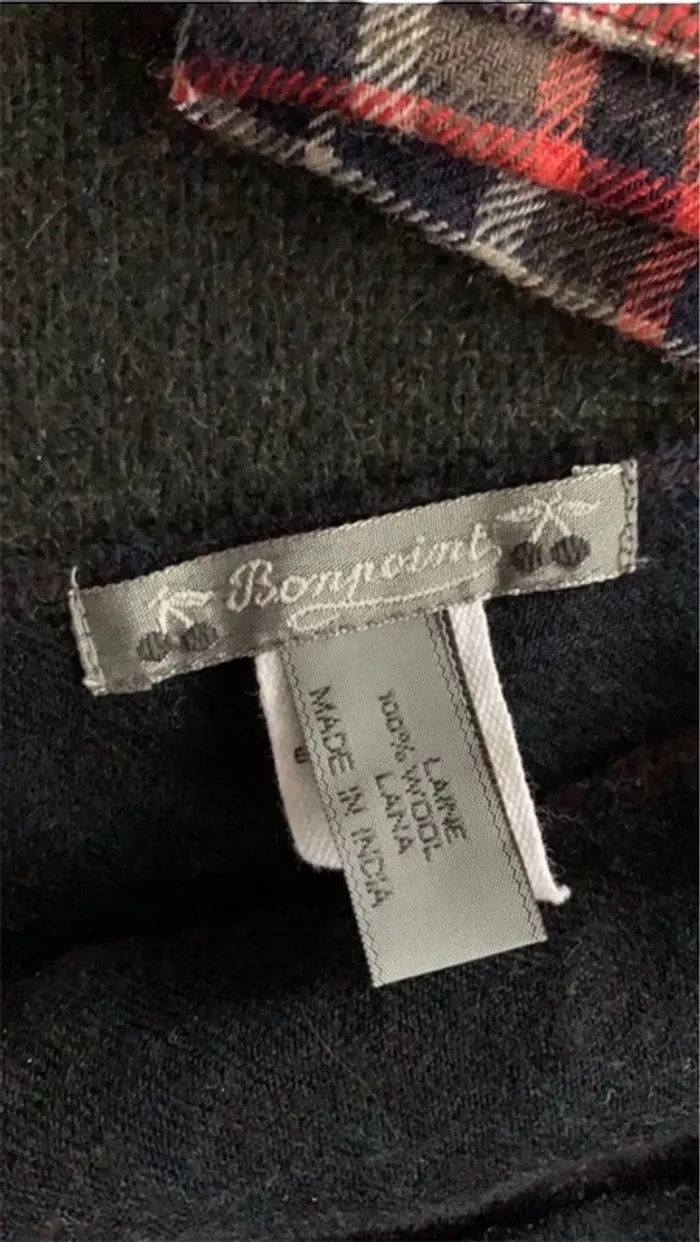 Bonpoint
LAINE
100% WOOL
LANA
MADE IN INDIA